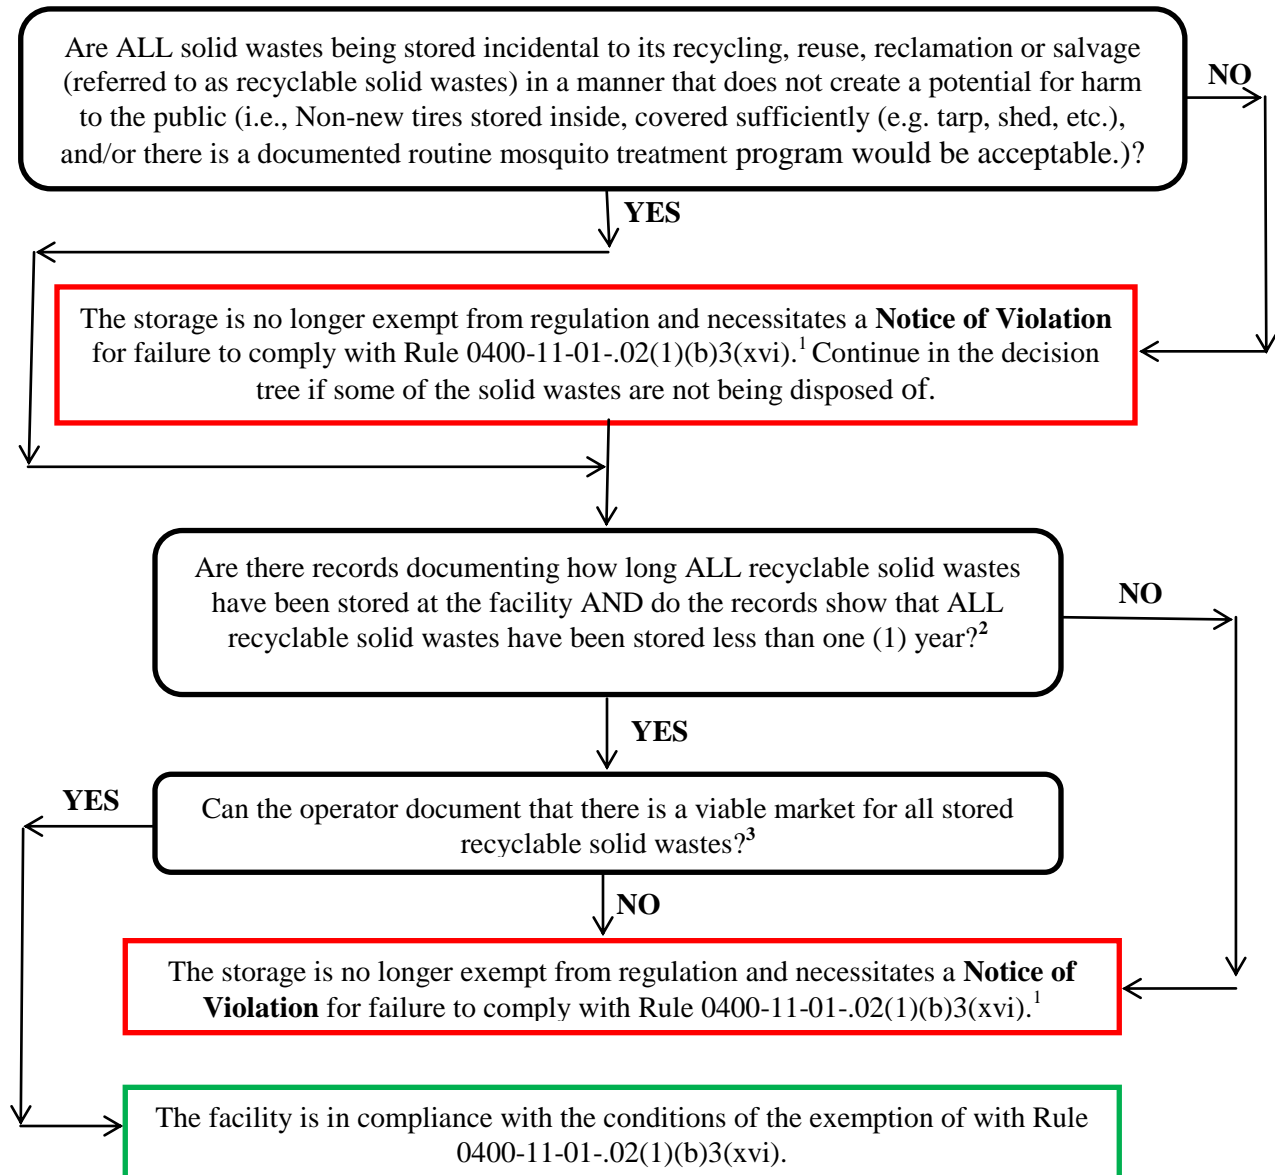 Are ALL solid wastes being stored incidental to its recycling, reuse, reclamation or salvage
(referred to as recyclable solid wastes) in a manner that does not create a potential for harm
to the public (i.e., Non-new tires stored inside, covered sufficiently (e.g. tarp, shed, etc.),
and/or there is a documented routine mosquito treatment program would be acceptable.)?
NO
YES
The storage is no longer exempt from regulation and necessitates a Notice of Violation
for failure to comply with Rule 0400-11-01-.02(1)(b)3(xvi).1 Continue in the decision
tree if some of the solid wastes are not being disposed of.
Are there records documenting how long ALL recyclable solid wastes
have been stored at the facility AND do the records show that ALL
recyclable solid wastes have been stored less than one (1) year?2
NO
YES
YES
Can the operator document that there is a viable market for all stored
recyclable solid wastes?3
NO
The storage is no longer exempt from regulation and necessitates a Notice of
Violation for failure to comply with Rule 0400-11-01-.02(1)(b)3(xvi).1
The facility is in compliance with the conditions of the exemption of with Rule
0400-11-01-.02(1)(b)3(xvi).